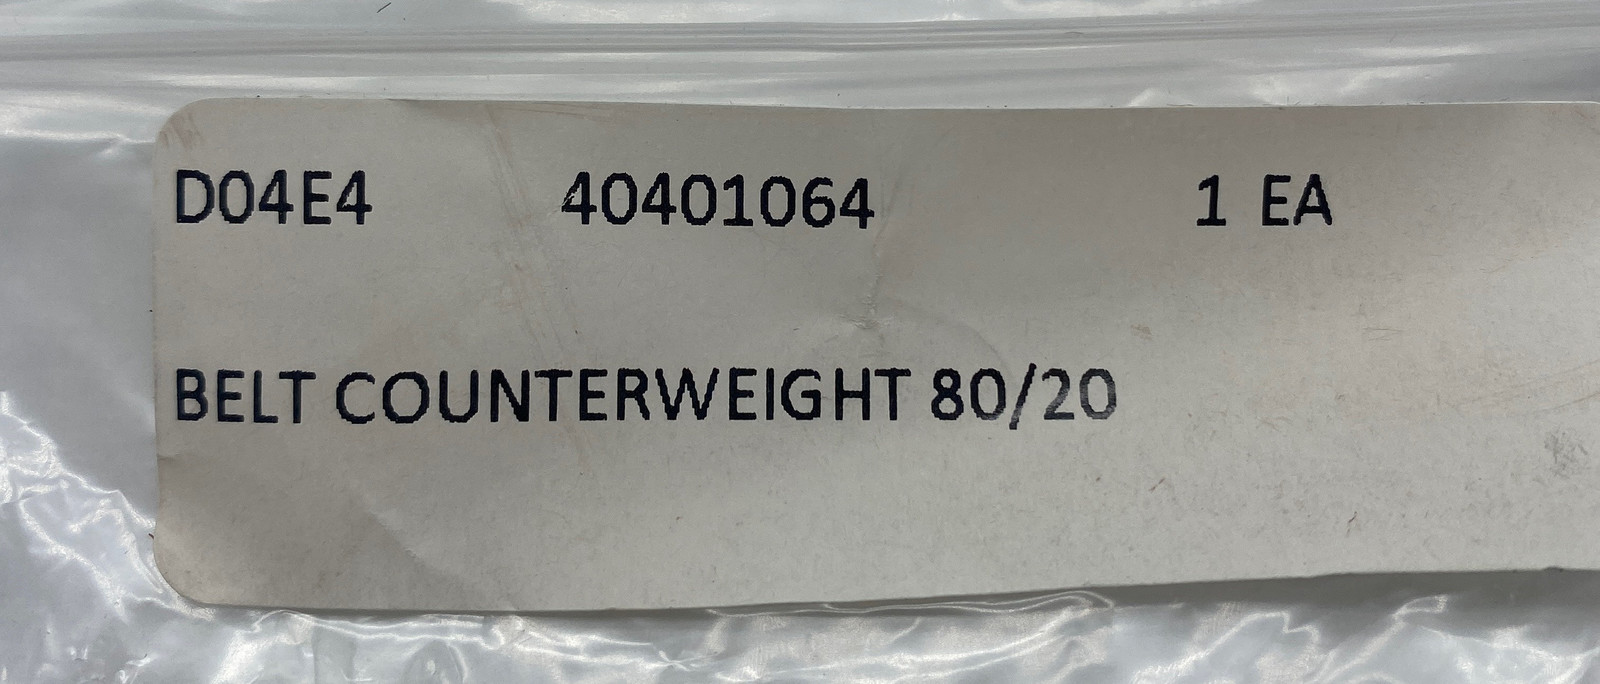 D04E4 40401064 1 EA
BELT COUNTERWEIGHT 80/20